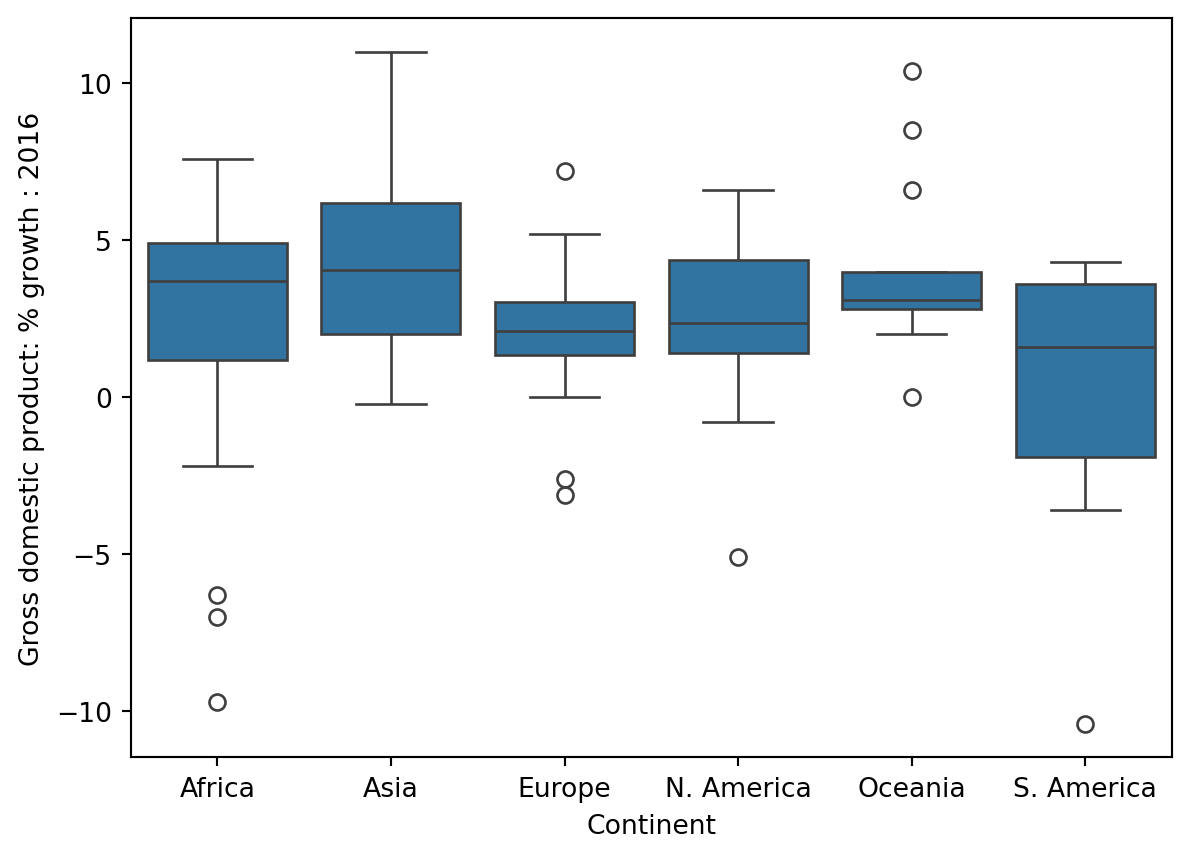 Gross domestic product: % growth : 2016
10
5
0
−5
−10
Africa
Asia
Europe
N. America
Oceania
S. America
Continent